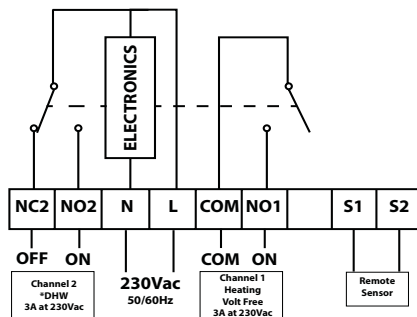 ELECTRONICS
NC2 NO2 N L COM NO1 S1 S2
OFF ON 230Vac 50/60Hz COM ON
Channel 2
*DHW
3A at 230Vac
Channel 1
Heating
Volt Free
3A at 230Vac
Remote
Sensor